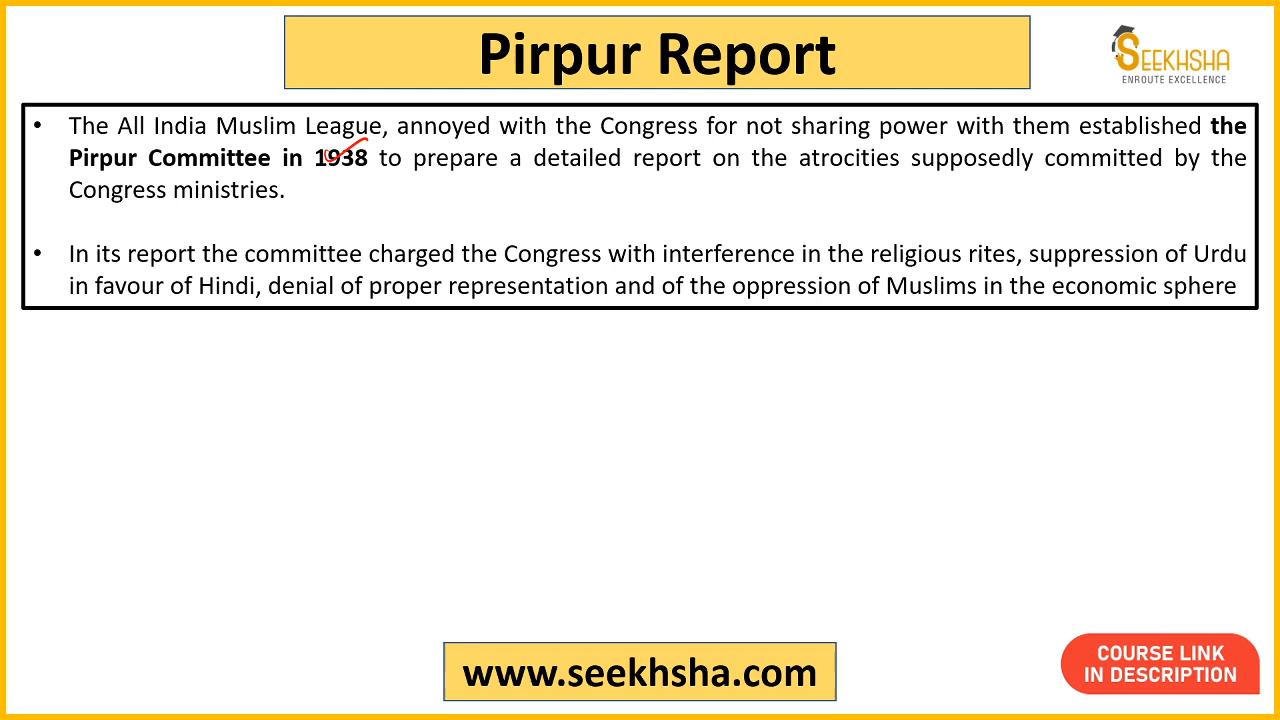 Pirpur Report
SEEKHSHA
ENROUTE EXCELLENCE
• The All India Muslim League, annoyed with the Congress for not sharing power with them established the
Pirpur Committee in 1938 to prepare a detailed report on the atrocities supposedly committed by the
Congress ministries.
• In its report the committee charged the Congress with interference in the religious rites, suppression of Urdu
in favour of Hindi, denial of proper representation and of the oppression of Muslims in the economic sphere
www.seekhsha.com
COURSE LINK
IN DESCRIPTION